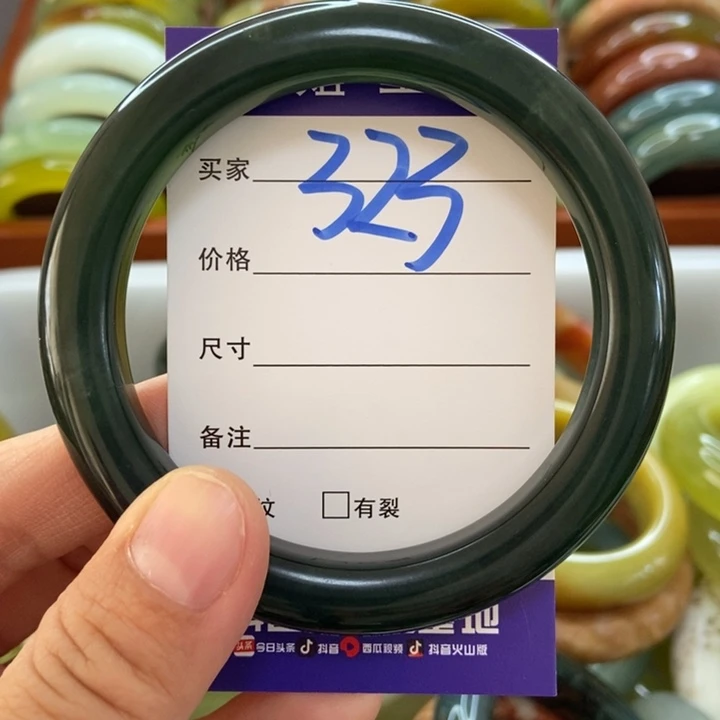 买家 323
价格
尺寸
备注
纹 □有裂
今日头条 抖音 西瓜视频 抖音火山版